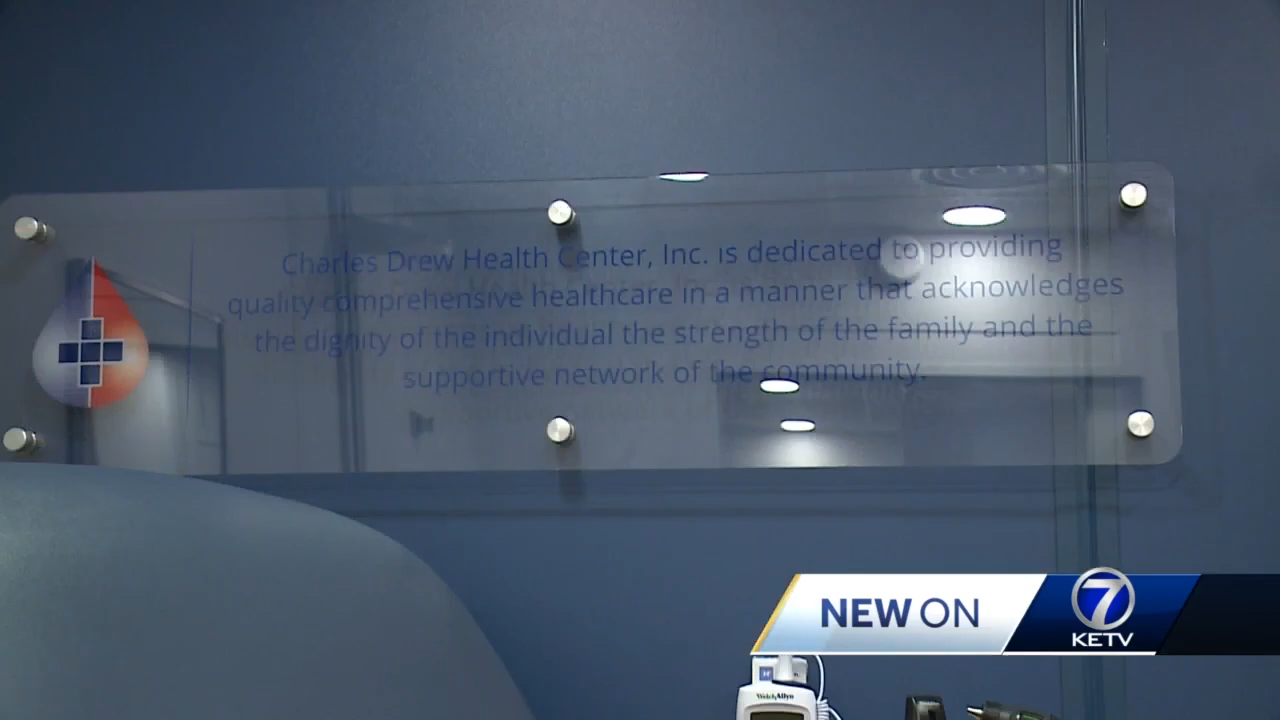 Charles Drew Health Center, Inc. is dedicated to providing
quality comprehensive healthcare in a manner that acknowledges
the dignity of the individual the strength of the family and the
supportive network of the community.
NEW ON
7
KETV
WelchAllyn